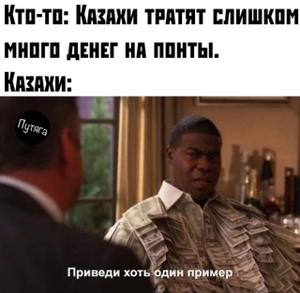 Кто-то: Казахи тратят слишком
много денег на понты.
Казахи:
Путяга
Приведи хоть один пример